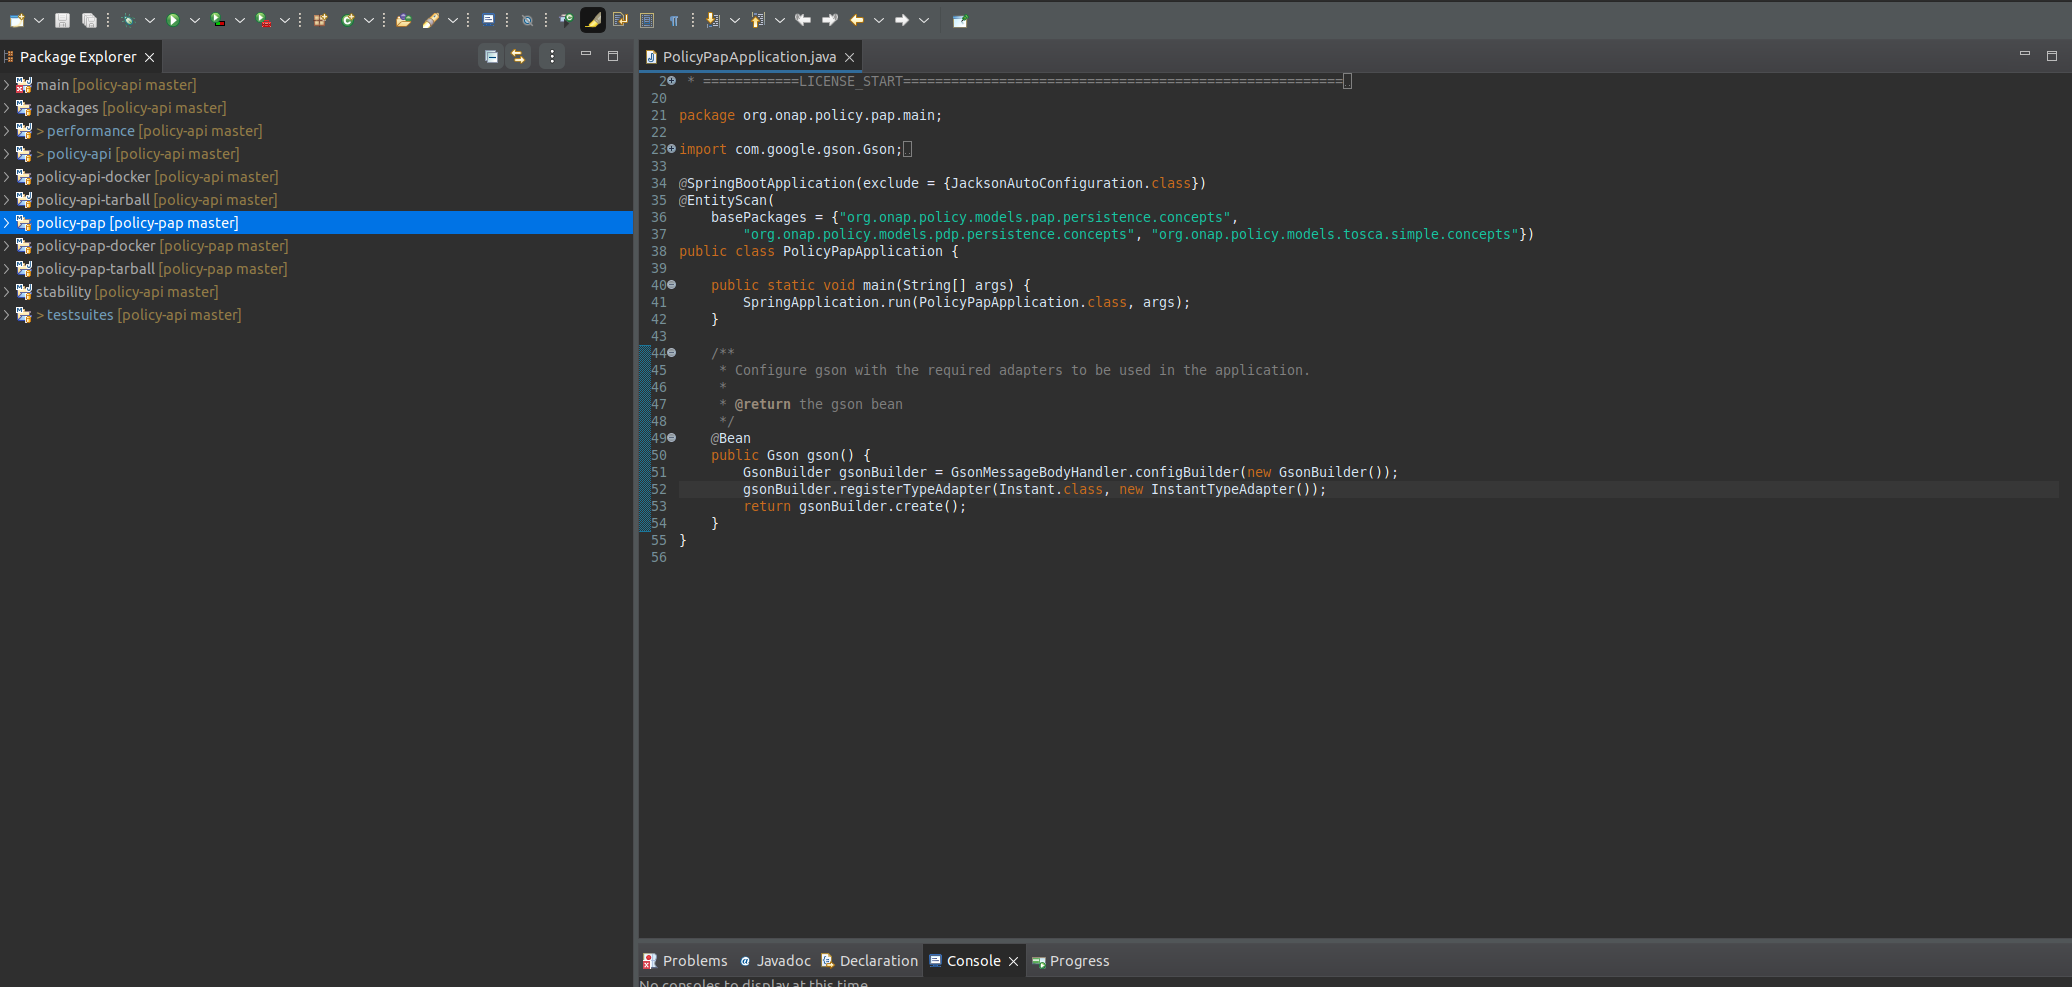 Package Explorer
main [policy-api master]
packages [policy-api master]
> performance [policy-api master]
> policy-api [policy-api master]
policy-api-docker [policy-api master]
policy-api-tarball [policy-api master]
policy-pap [policy-pap master]
policy-pap-docker [policy-pap master]
policy-pap-tarball [policy-pap master]
stability [policy-api master]
> testsuites [policy-api master]
PolicyPapApplication.java
2 * ============LICENSE_START=======================================================
20
21 package org.onap.policy.pap.main;
22
23 import com.google.gson.Gson;
33
34 @SpringBootApplication(exclude = {JacksonAutoConfiguration.class})
35 @EntityScan(
36     basePackages = {"org.onap.policy.models.pap.persistence.concepts",
37         "org.onap.policy.models.pdp.persistence.concepts", "org.onap.policy.models.tosca.simple.concepts"})
38 public class PolicyPapApplication {
39
40     public static void main(String[] args) {
41         SpringApplication.run(PolicyPapApplication.class, args);
42     }
43
44     /**
45      * Configure gson with the required adapters to be used in the application.
46      *
47      * @return the gson bean
48      */
49     @Bean
50     public Gson gson() {
51         GsonBuilder gsonBuilder = GsonMessageBodyHandler.configBuilder(new GsonBuilder());
52         gsonBuilder.registerTypeAdapter(Instant.class, new InstantTypeAdapter());
53         return gsonBuilder.create();
54     }
55 }
56
Problems Javadoc Declaration Console Progress
No consoles to display at this time.